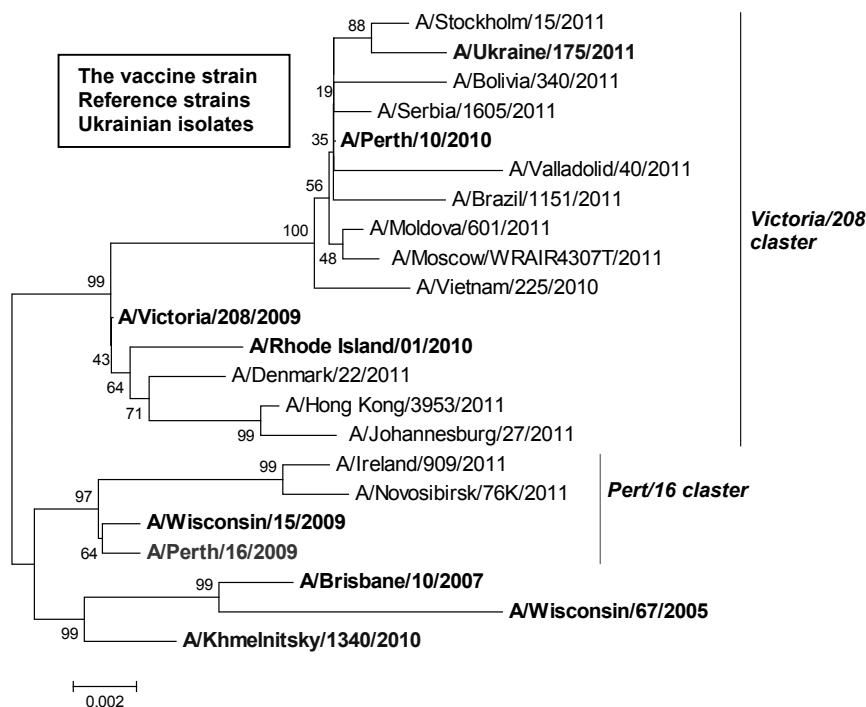 88
A/Stockholm/15/2011
A/Ukraine/175/2011
The vaccine strain
Reference strains
Ukrainian isolates
A/Bolivia/340/2011
19
A/Serbia/1605/2011
35
A/Perth/10/2010
A/Valladolid/40/2011
56
A/Brazil/1151/2011
Victoria/208
claster
100
A/Moldova/601/2011
48
A/Moscow/WRAIR4307T/2011
99
A/Vietnam/225/2010
A/Victoria/208/2009
43
A/Rhode Island/01/2010
64
A/Denmark/22/2011
71
A/Hong Kong/3953/2011
99
A/Johannesburg/27/2011
99
A/Ireland/909/2011
Pert/16 claster
97
A/Novosibirsk/76K/2011
A/Wisconsin/15/2009
64
A/Perth/16/2009
99
A/Brisbane/10/2007
A/Wisconsin/67/2005
99
A/Khmelnitsky/1340/2010
0.002